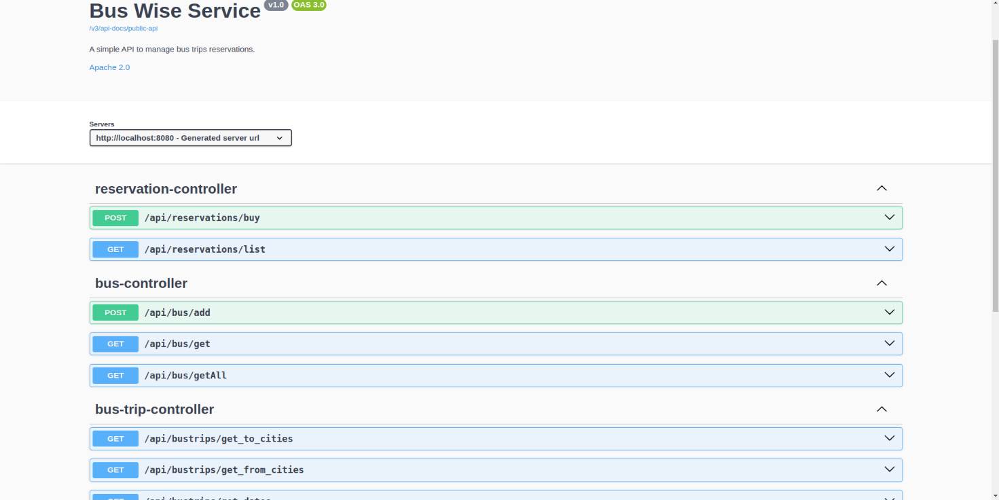 Bus Wise Service v1.0 OAS 3.0
/v3/api-docs/public-api
A simple API to manage bus trips reservations.
Apache 2.0
Servers
http://localhost:8080 - Generated server url
reservation-controller
POST /api/reservations/buy
GET /api/reservations/list
bus-controller
POST /api/bus/add
GET /api/bus/get
GET /api/bus/getAll
bus-trip-controller
GET /api/bustrips/get_to_cities
GET /api/bustrips/get_from_cities
GET /api/bustrips/get_dates